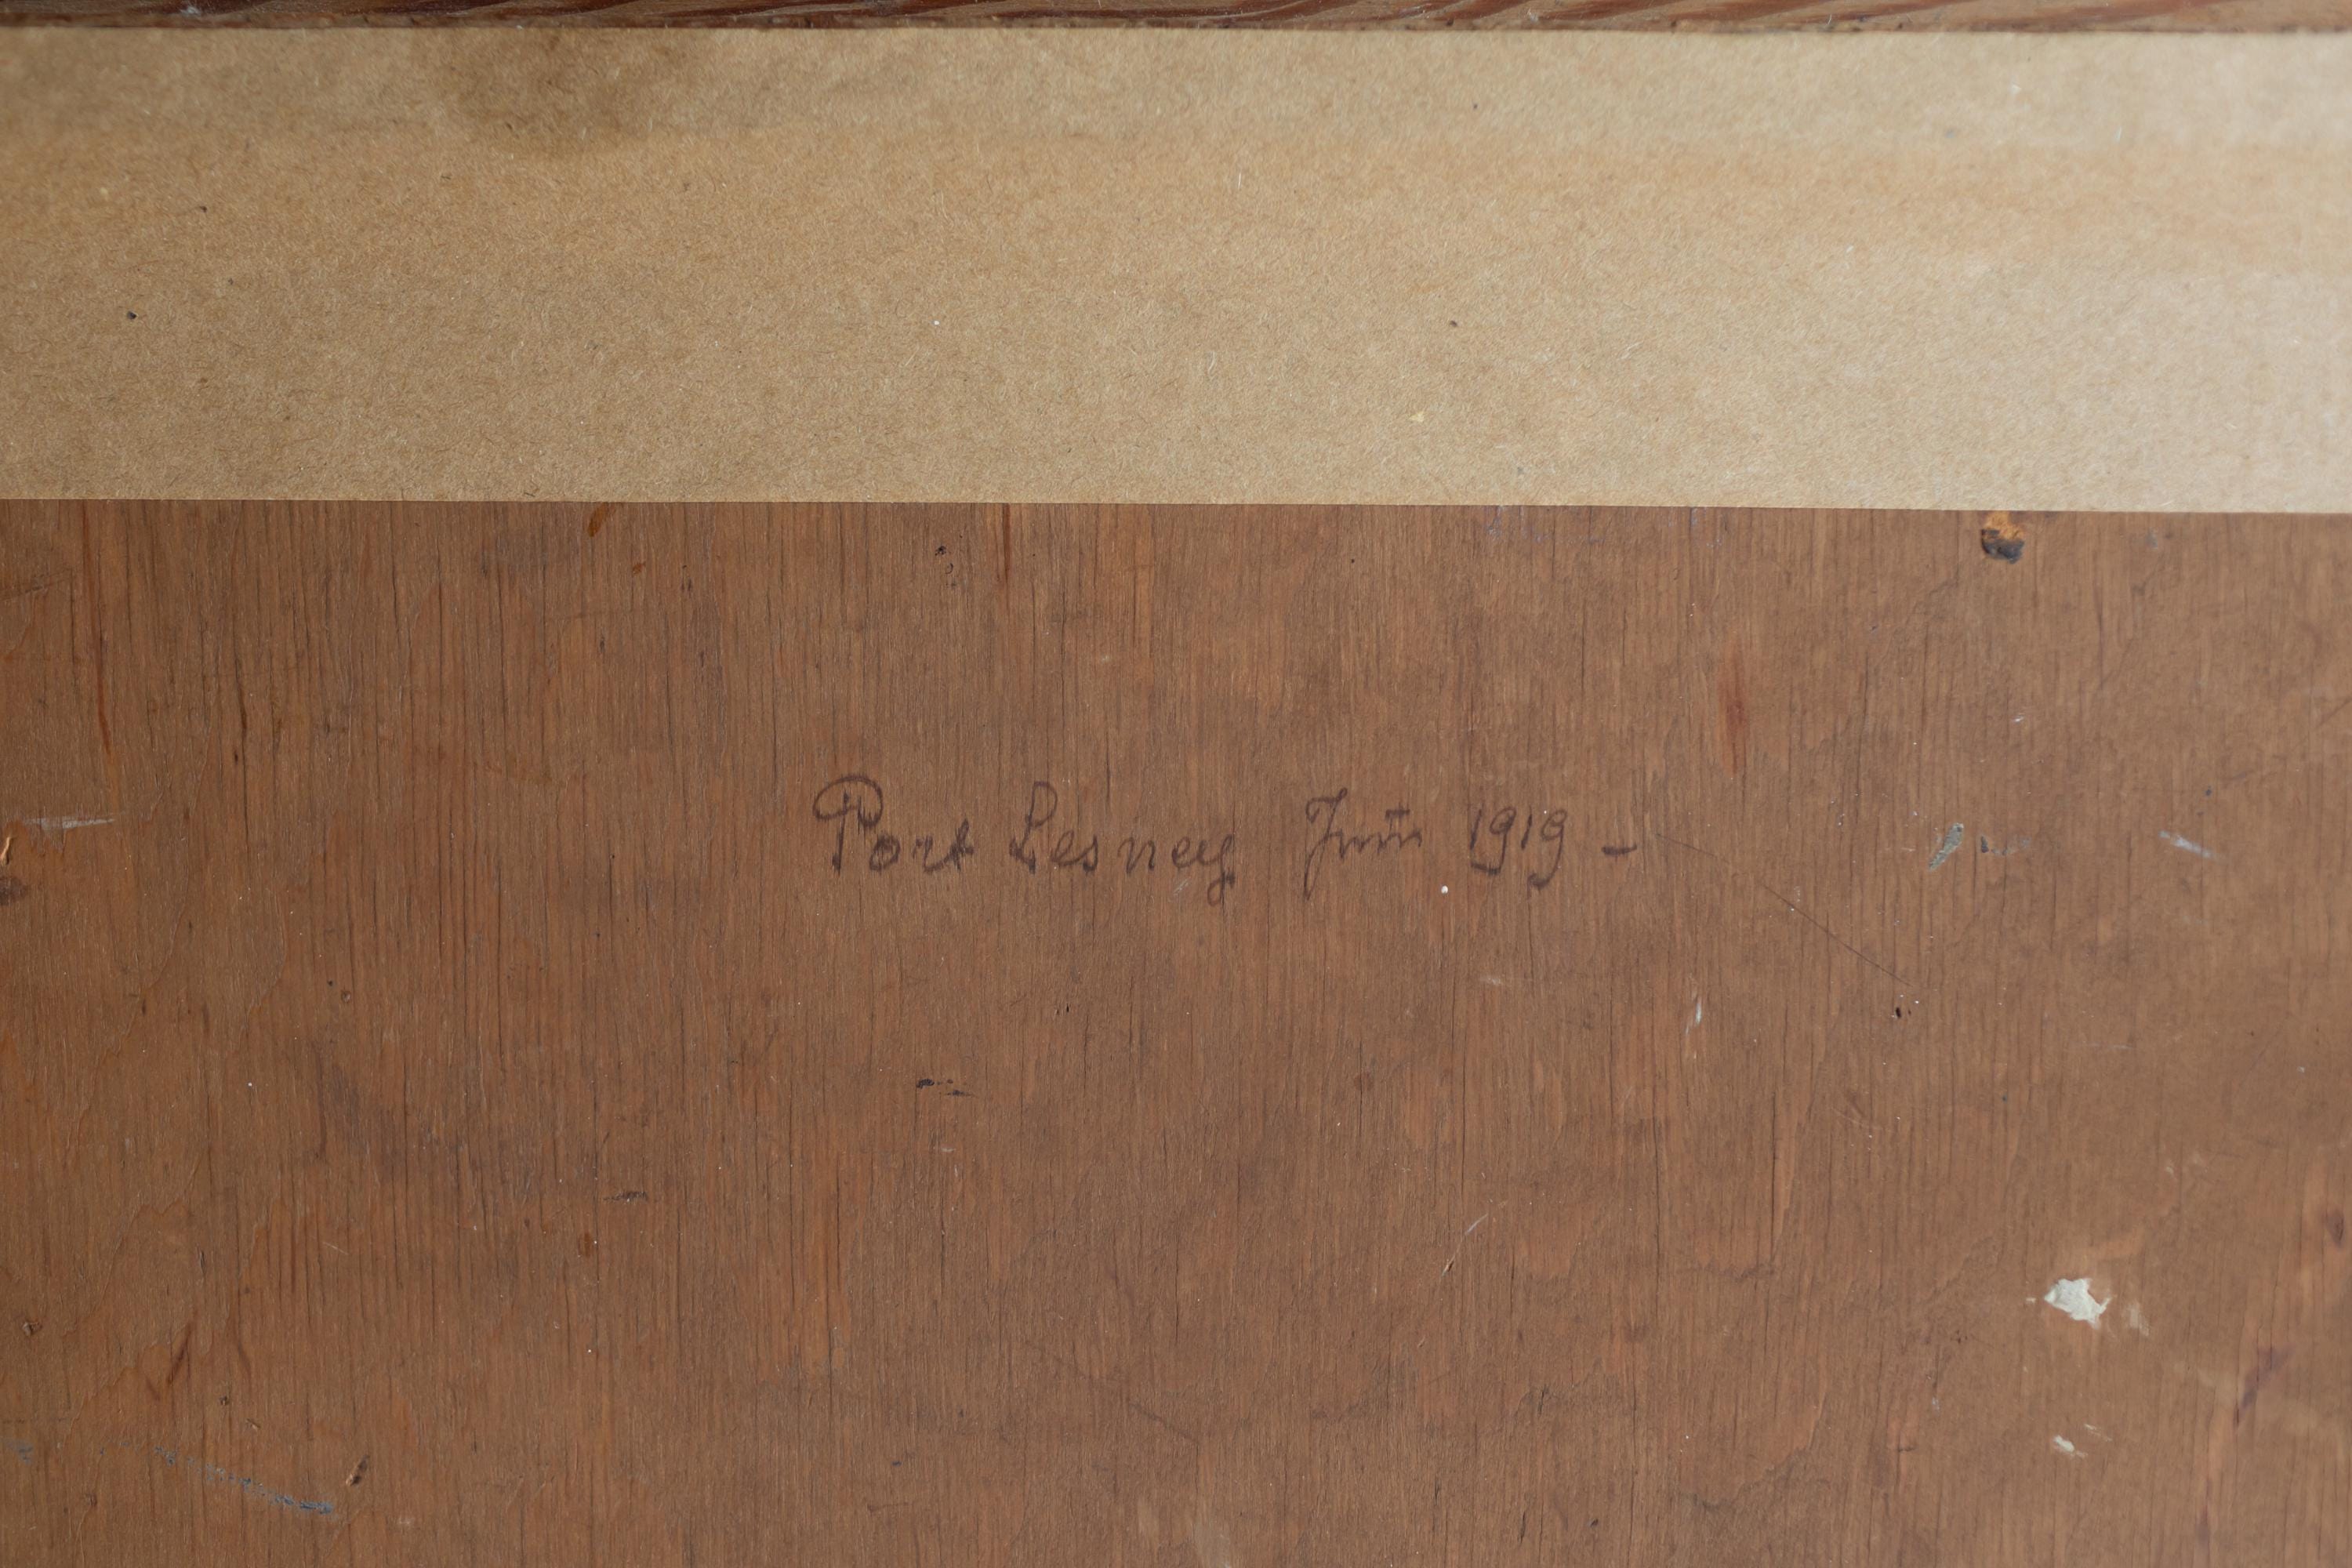 Port Lesney Juin 1919 -